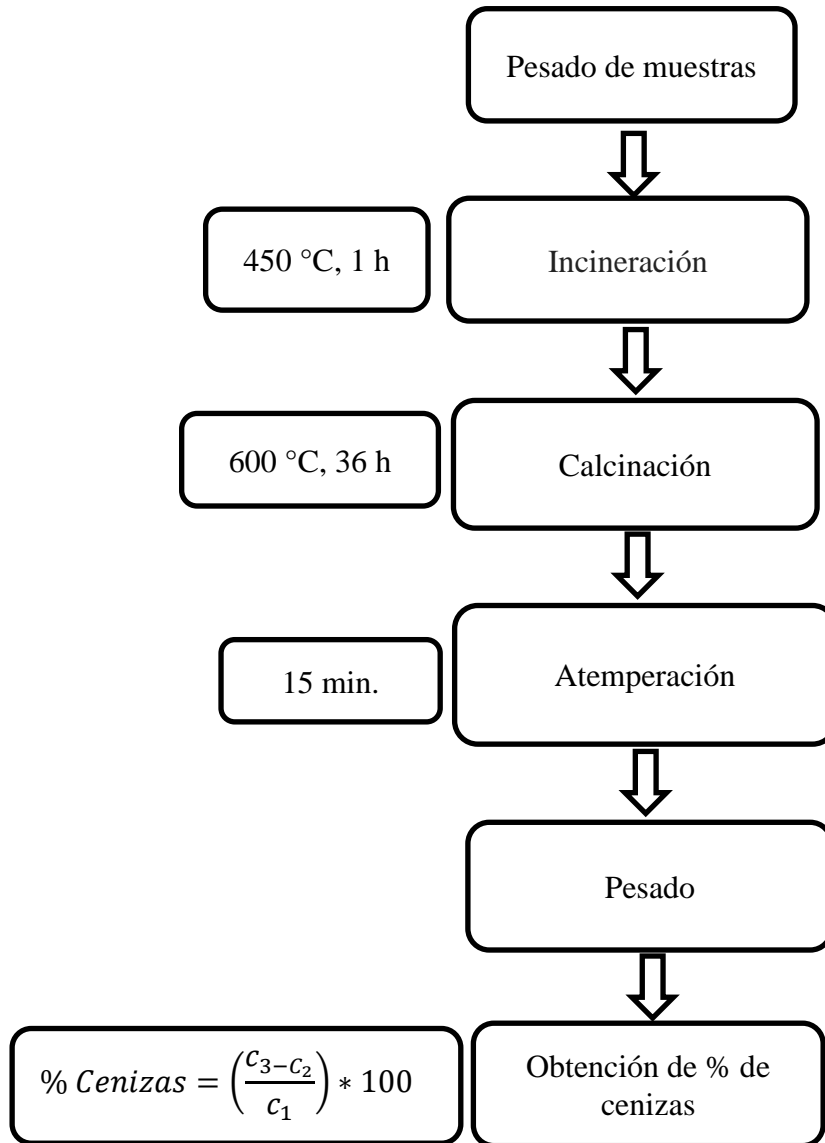 Pesado de muestras
450 °C, 1 h
Incineración
600 °C, 36 h
Calcinación
15 min.
Atemperación
Pesado
% Cenizas = (c₃₋C₂ / c₁) * 100
Obtención de % de
cenizas